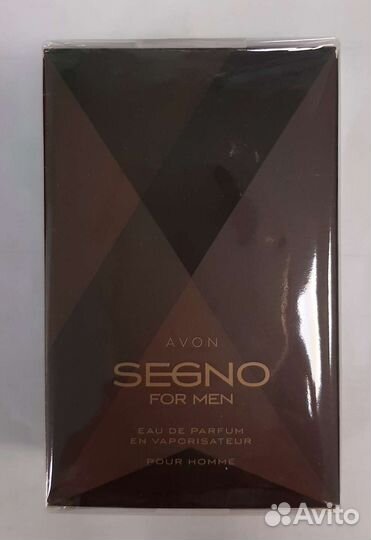 AVON
SEGNO
FOR MEN
EAU DE PARFUM
EN VAPORISATEUR
POUR HOMME
Avito